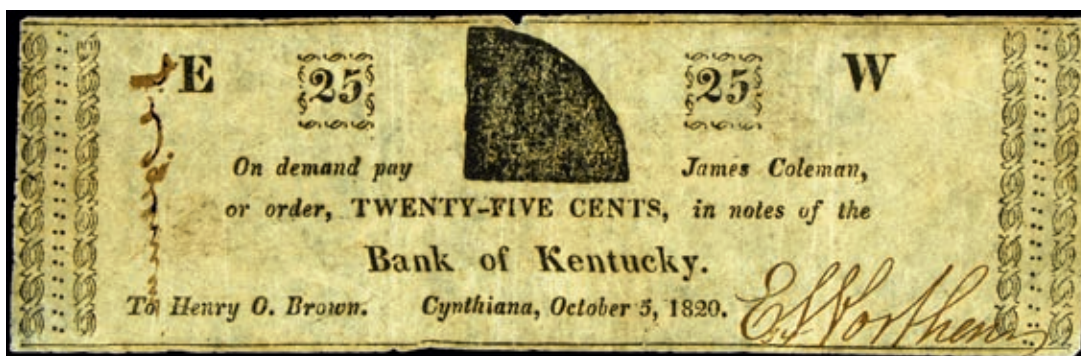 E 25 25 W
On demand pay James Coleman,
or order, TWENTY-FIVE CENTS, in notes of the
Bank of Kentucky.
To Henry O. Brown. Cynthiana, October 5, 1820.